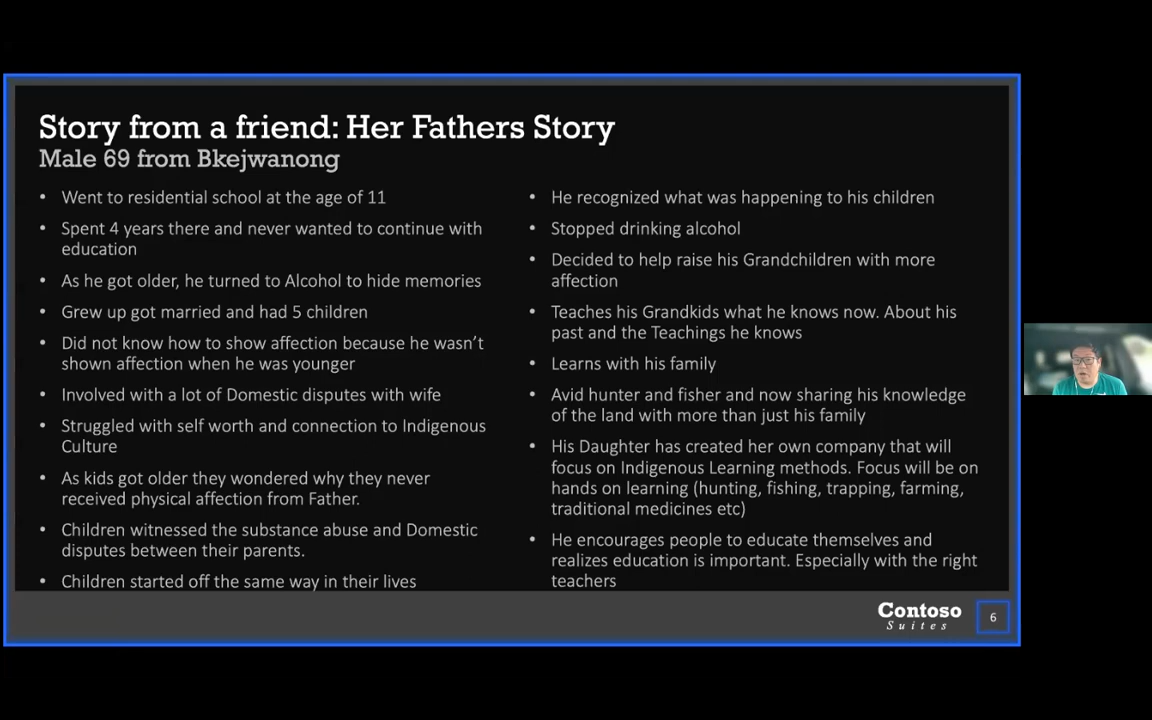 Story from a friend: Her Fathers Story
Male 69 from Bkejwanong
• Went to residential school at the age of 11
• Spent 4 years there and never wanted to continue with
education
• As he got older, he turned to Alcohol to hide memories
• Grew up got married and had 5 children
• Did not know how to show affection because he wasn't
shown affection when he was younger
• Involved with a lot of Domestic disputes with wife
• Struggled with self worth and connection to Indigenous
Culture
• As kids got older they wondered why they never
received physical affection from Father.
• Children witnessed the substance abuse and Domestic
disputes between their parents.
• Children started off the same way in their lives
• He recognized what was happening to his children
• Stopped drinking alcohol
• Decided to help raise his Grandchildren with more
affection
• Teaches his Grandkids what he knows now. About his
past and the Teachings he knows
• Learns with his family
• Avid hunter and fisher and now sharing his knowledge
of the land with more than just his family
• His Daughter has created her own company that will
focus on Indigenous Learning methods. Focus will be on
hands on learning (hunting, fishing, trapping, farming,
traditional medicines etc)
• He encourages people to educate themselves and
realizes education is important. Especially with the right
teachers
Contoso
Suites
6